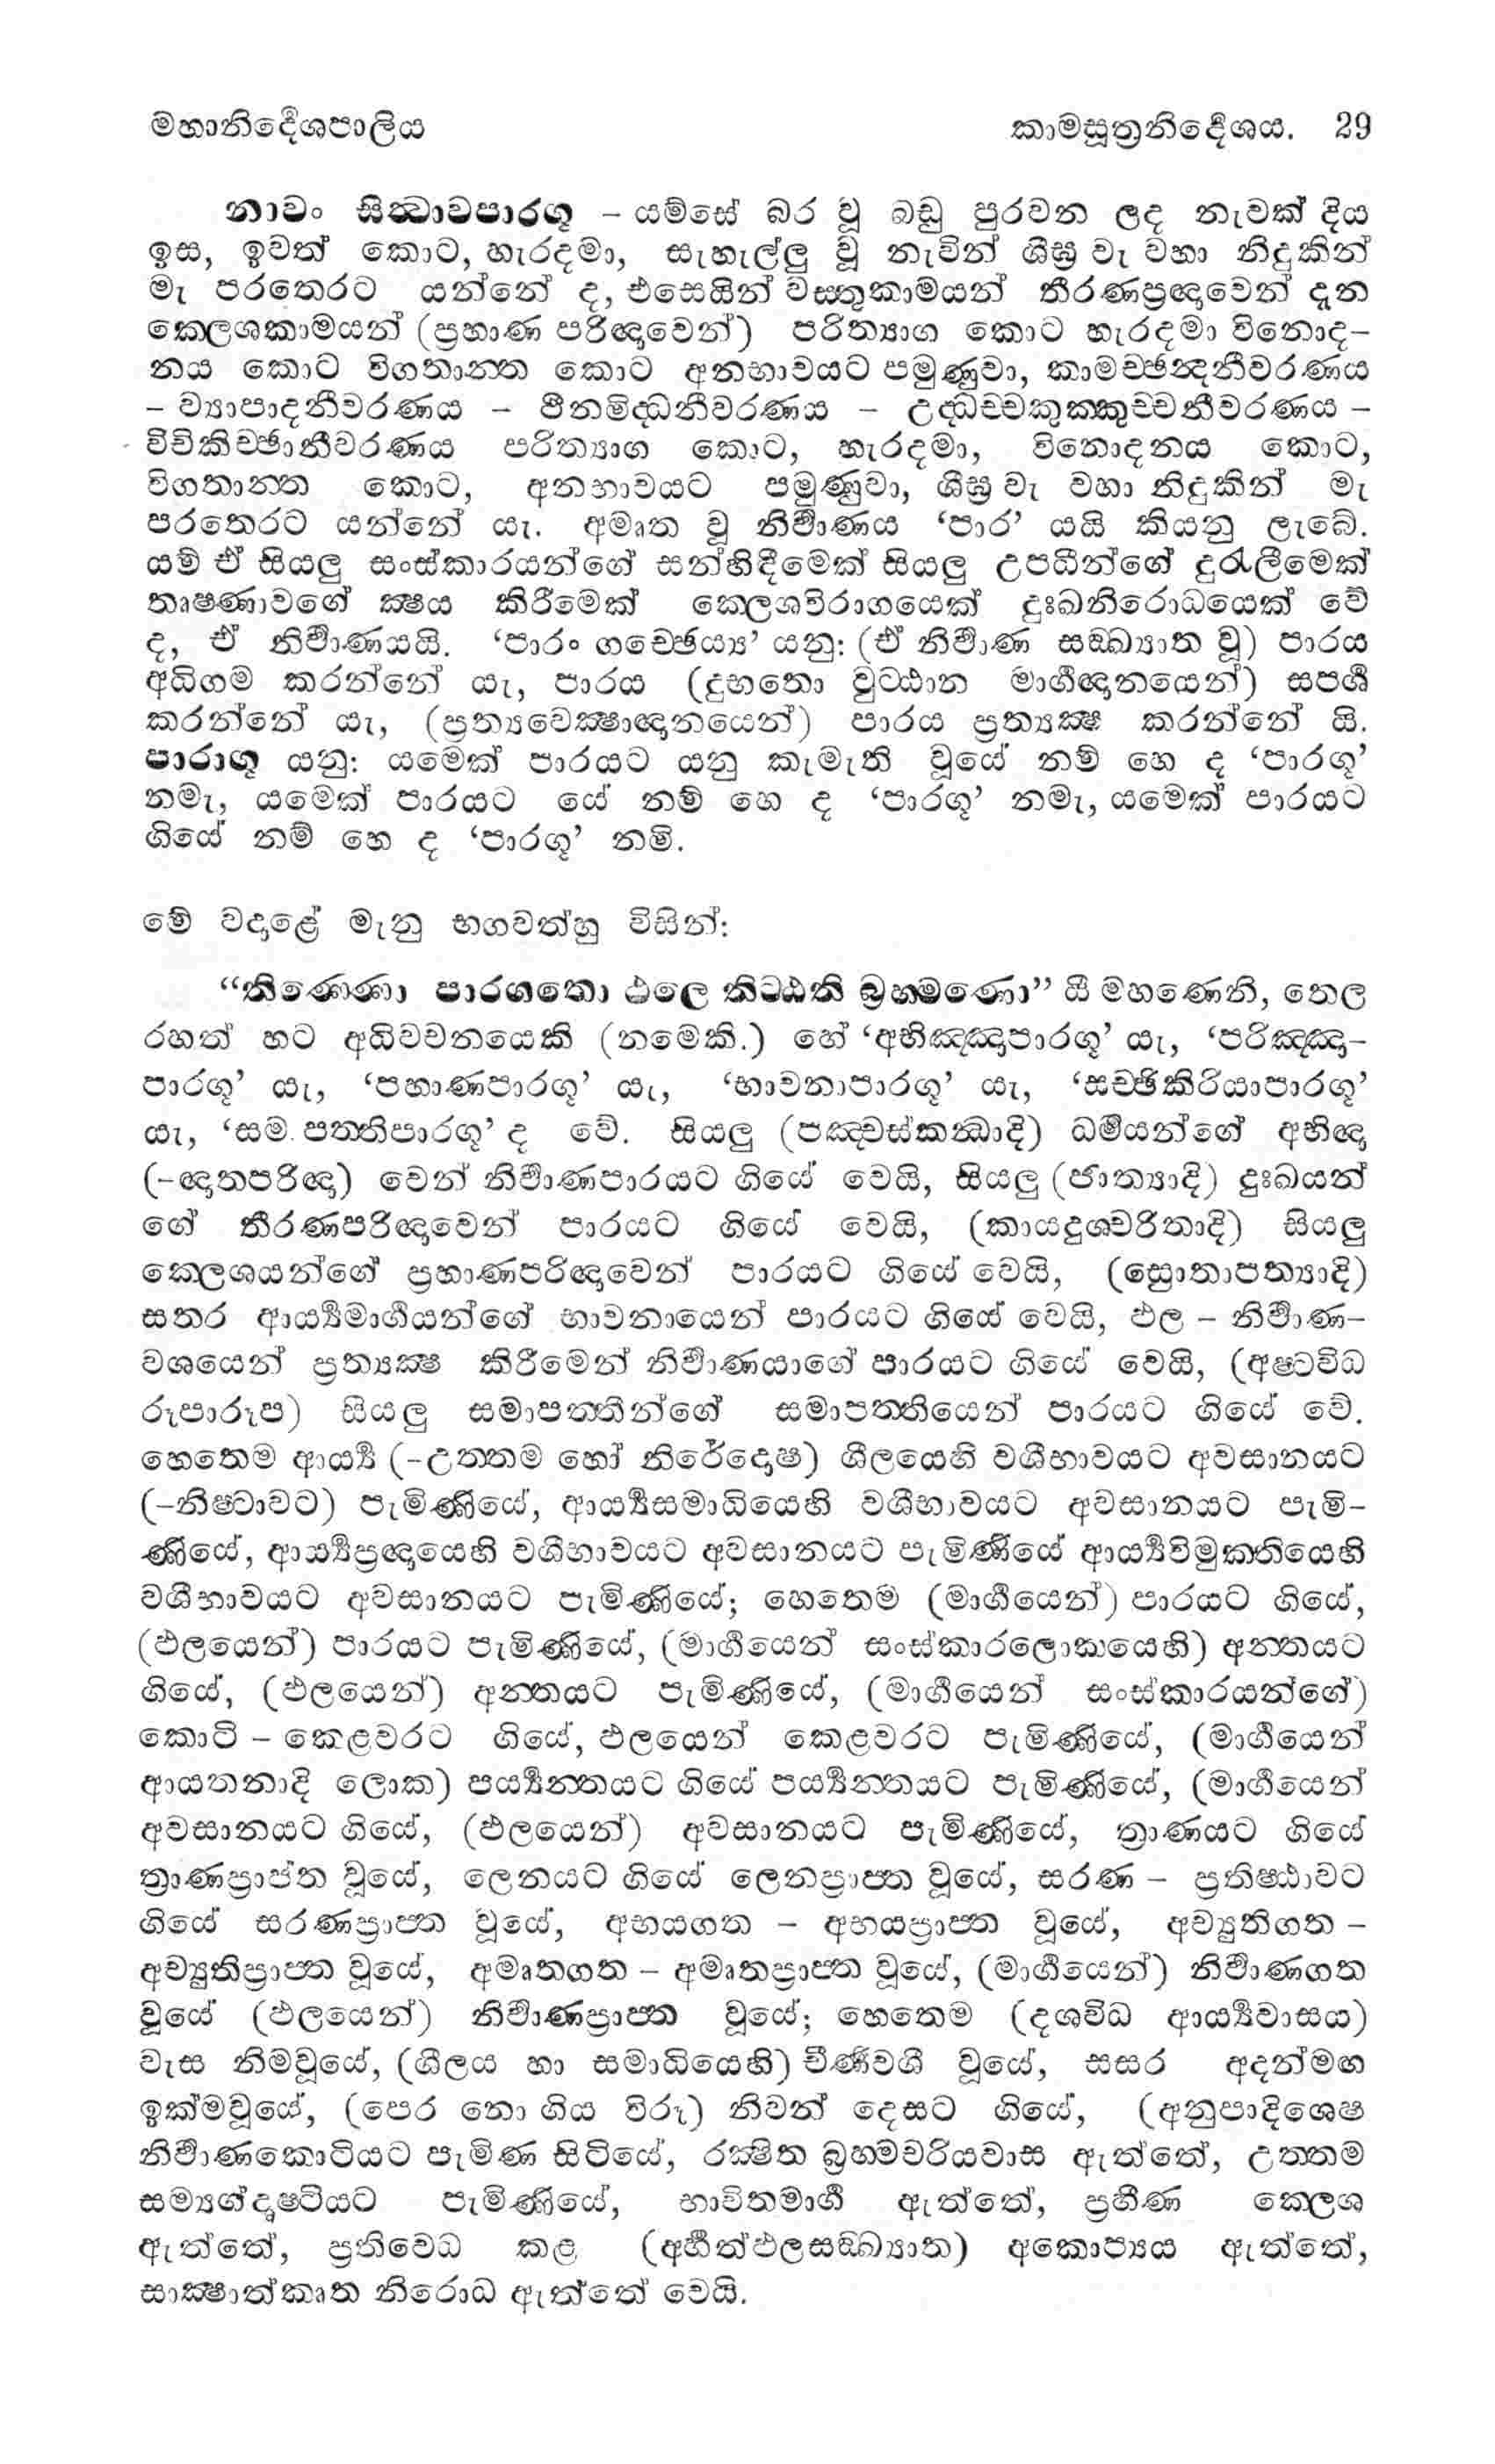 මහානිර්‍දේශපාලිය කාමසූත්‍රනිර්‍දේශය. 29
නාවං සිඤ්චිත්‍වාවපාරගූ – යම්සේ බර වූ බඩු පුරවන ලද නැවක් දිය
ඉස, ඉවත් කොට, හැරදමා, සැහැල්ලු වූ නැවින් ශීඝ්‍ර වැ වහා නිදුකින්
මැ පරතෙරට යන්නේ ද, එසෙයින් වස්තුකාමයන් තීරණප්‍රඥාවෙන් දැන
ක්ලෙශකාමයන් (ප්‍රහාණ පරිඥාවෙන්) පරිත්‍යාග කොට හැරදමා විනොද–
නය කොට විගතාන්ත කොට අනභාවයට පමුණුවා, කාමච්ඡන්‍දනීවරණය
– ව්‍යාපාදනීවරණය – ථීනමිද්ධනීවරණය – උද්ධච්චකුක්කුච්චනීවරණය –
විචිකිච්ඡානීවරණය පරිත්‍යාග කොට, හැරදමා, විනොදනය කොට,
විගතාන්ත කොට, අනභාවයට පමුණුවා, ශීඝ්‍ර වැ වහා නිදුකින් මැ
පරතෙරට යන්නේ යැ. අමෘත වූ නිර්‍වාණය ‘පාර’ යයි කියනු ලැබේ.
යම් ඒ සියලු සංස්කාරයන්ගේ සන්හිඳීමෙක් සියලු උපධීන්ගේ දුරැලීමෙක්
තෘෂ්ණාවගේ ක්‍ෂය කිරීමෙක් ක්ලෙශවිරාගයෙක් දුඃඛනිරොධයෙක් වේ
ද, ඒ නිර්‍වාණයයි. ‘පාරං ගච්ඡෙය්‍ය’ යනු: (ඒ නිර්‍වාණ සඞ්ඛ්‍යාත වූ) පාරය
අධිගම කරන්නේ යැ, පාරය (දුභතො වුට්ඨාන මාර්‍ගඥානයෙන්) ස්පර්‍ශ
කරන්නේ යැ, (ප්‍රත්‍යවෙක්‍ෂාඥානයෙන්) පාරය ප්‍රත්‍යක්‍ෂ කරන්නේ යි.
පාරාගූ යනු: යමෙක් පාරයට යනු කැමැති වූයේ නම් හෙ ද ‘පාරගූ’
නමැ, යමෙක් පාරයට යේ නම් හෙ ද ‘පාරගූ’ නමැ, යමෙක් පාරයට
ගියේ නම් හෙ ද ‘පාරගූ’ නමි.
මේ වදාළේ මැනු භගවත්හු විසින්:
“තිණ්ණො පාරගතො ථලෙ තිට්ඨති බ්‍රාහ්මණො” යී මහණෙනි, තෙල
රහත් හට අධිවචනයෙකි (නමෙකි.) හේ ‘අභිඤ්ඤාපාරගූ’ යැ, ‘පරිඤ්ඤා–
පාරගූ’ යැ, ‘පහාණපාරගූ’ යැ, ‘භාවනාපාරගූ’ යැ, ‘සච්ඡිකිරියාපාරගූ’
යැ, ‘සමාපත්තිපාරගූ’ ද වේ. සියලු (පඤ්චස්කන්‍ධාදි) ධර්‍මයන්ගේ අභිඥා
(–ඥාතපරිඥා) වෙන් නිර්‍වාණපාරයට ගියේ වෙයි, සියලු (ජාත්‍යාදි) දුඃඛයන්
ගේ තීරණපරිඥාවෙන් පාරයට ගියේ වෙයි, (කායදුශ්චරිතාදි) සියලු
ක්ලෙශයන්ගේ ප්‍රහාණපරිඥාවෙන් පාරයට ගියේ වෙයි, (ස්‍රොතාපත්‍යාදි)
සතර ආර්‍ය්‍යමාර්‍ගයන්ගේ භාවනායෙන් පාරයට ගියේ වෙයි, ඵල – නිර්‍වාණ–
වශයෙන් ප්‍රත්‍යක්‍ෂ කිරීමෙන් නිර්‍වාණයාගේ පාරයට ගියේ වෙයි, (අෂ්ටවිධ
රූපාරූප) සියලු සමාපත්තීන්ගේ සමාපත්තියෙන් පාරයට ගියේ වේ.
හෙතෙම ආර්‍ය්‍ය (–උත්තම හෝ නිර්දොෂ) ශීලයෙහි වශීභාවයට අවසානයට
(–නිෂ්ටාවට) පැමිණියේ, ආර්‍ය්‍යසමාධියෙහි වශීභාවයට අවසානයට පැමි–
ණියේ, ආර්‍ය්‍යප්‍රඥායෙහි වශීභාවයට අවසානයට පැමිණියේ ආර්‍ය්‍යවිමුක්තියෙහි
වශීභාවයට අවසානයට පැමිණියේ; හෙතෙම (මාර්‍ගයෙන්) පාරයට ගියේ,
(ඵලයෙන්) පාරයට පැමිණියේ, (මාර්‍ගයෙන් සංස්කාරලොකයෙහි) අන්තයට
ගියේ, (ඵලයෙන්) අන්තයට පැමිණියේ, (මාර්‍ගයෙන් සංස්කාරයන්ගේ)
කොටි – කෙළවරට ගියේ, ඵලයෙන් කෙළවරට පැමිණියේ, (මාර්‍ගයෙන්
ආයතනාදි ලොක) පර්‍ය්‍යන්තයට ගියේ පර්‍ය්‍යන්තයට පැමිණියේ, (මාර්‍ගයෙන්
අවසානයට ගියේ, (ඵලයෙන්) අවසානයට පැමිණියේ, ත්‍රාණයට ගියේ
ත්‍රාණප්‍රාප්ත වූයේ, ලෙනයට ගියේ ලෙනප්‍රාප්ත වූයේ, සරණ – ප්‍රතිෂ්ඨාවට
ගියේ සරණප්‍රාප්ත වූයේ, අභයගත – අභයප්‍රාප්ත වූයේ, අච්‍යුතිගත –
අච්‍යුතිප්‍රාප්ත වූයේ, අමෘතගත – අමෘතප්‍රාප්ත වූයේ, (මාර්‍ගයෙන්) නිර්‍වාණගත
වූයේ (ඵලයෙන්) නිර්‍වාණප්‍රාප්ත වූයේ; හෙතෙම (දශවිධ ආර්‍ය්‍යවාසය)
වැස නිමවූයේ, (ශීලය හා සමාධියෙහි) චීර්‍ණවශී වූයේ, සසර අදන්මඟ
ඉක්මවූයේ, (පෙර නො ගිය විරූ) නිවන් දෙසට ගියේ, (අනුපාදිශෙෂ
නිර්‍වාණකොටියට පැමිණ සිටියේ, රක්‍ෂිත බ්‍රහ්මචරියවාස ඇත්තේ, උත්තම
සම්‍යග්දෘෂ්ටියට පැමිණියේ, භාවිතමාර්‍ග ඇත්තේ, ප්‍රහීණ ක්ලෙශ
ඇත්තේ, ප්‍රතිවෙධ කළ (අර්‍හත්ඵලසඞ්ඛ්‍යාත) අකොප්‍යය ඇත්තේ,
සාක්‍ෂාත්කෘත නිරොධ ඇත්තේ වෙයි.